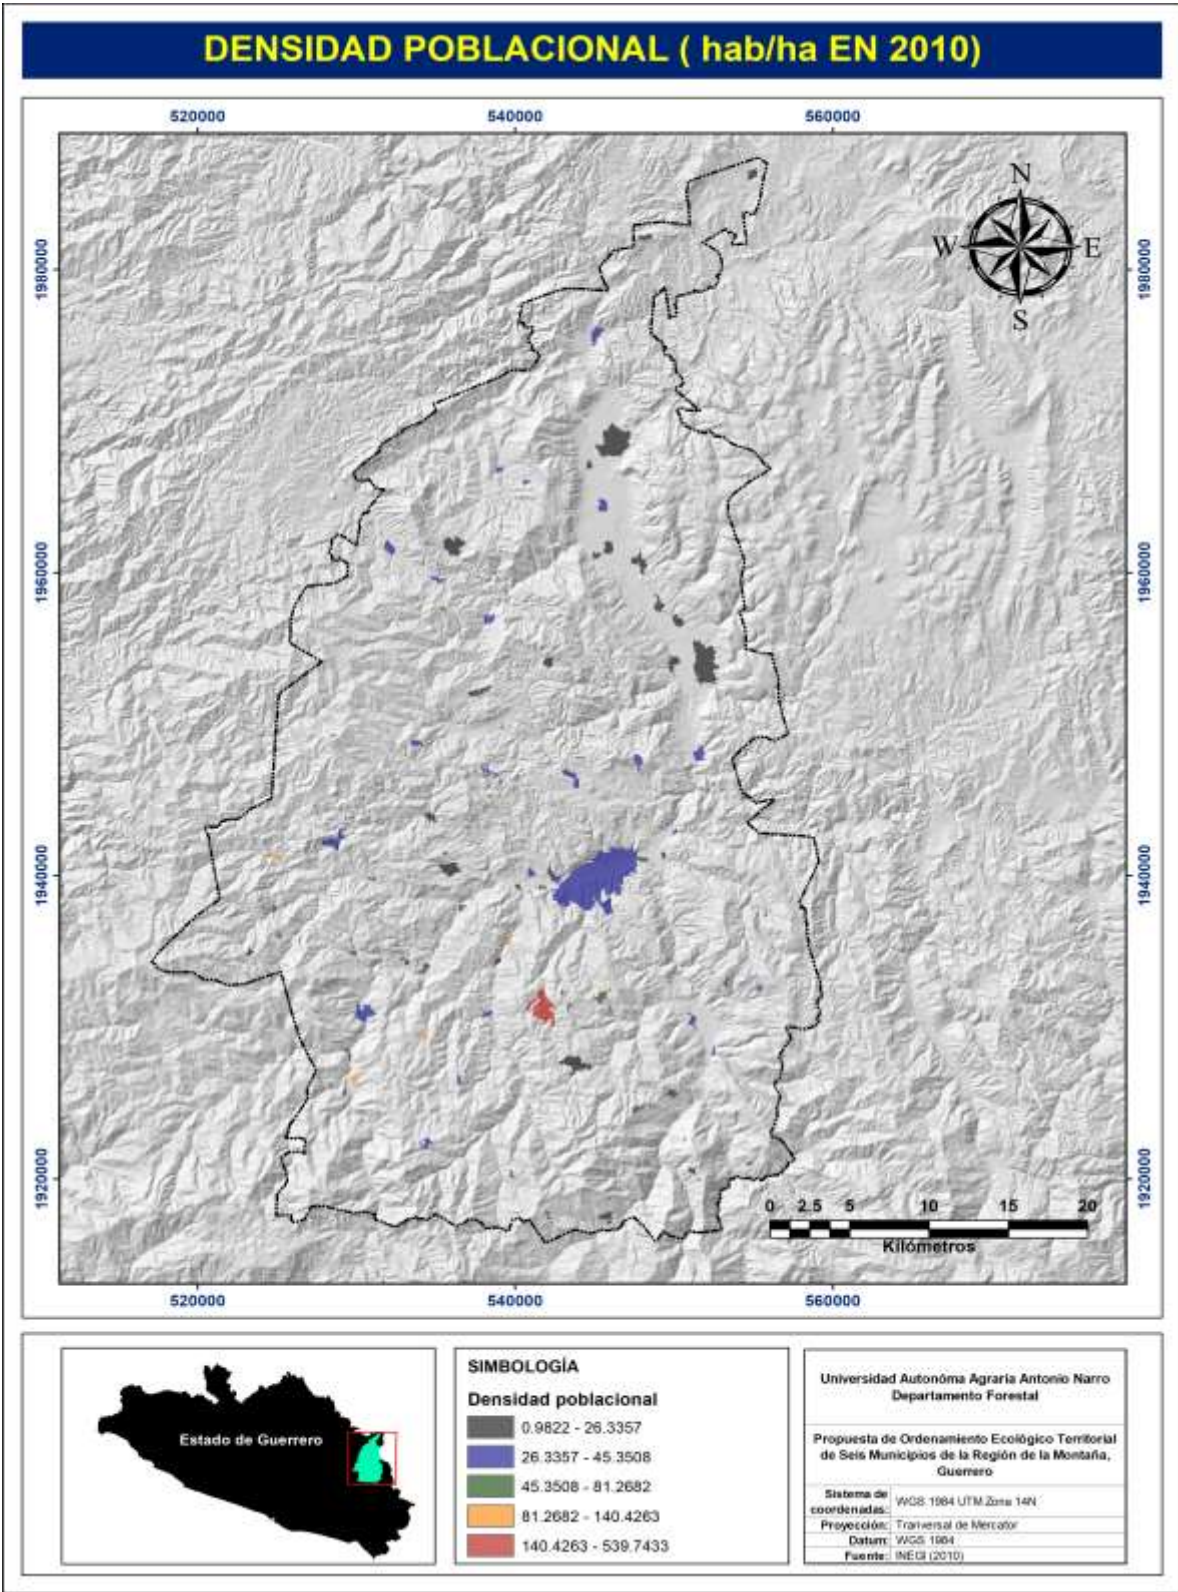 DENSIDAD POBLACIONAL ( hab/ha EN 2010)
520000 540000 560000
N
W E
S
1980000 1980000
1960000 1960000
1940000 1940000
1920000 1920000
0 2.5 5 10 15 20
Kilómetros
520000 540000 560000
Estado de Guerrero
SIMBOLOGÍA
Densidad poblacional
0.9822 - 26.3357
26.3357 - 45.3508
45.3508 - 81.2682
81.2682 - 140.4263
140.4263 - 539.7433
Universidad Autonóma Agraria Antonio Narro
Departamento Forestal
Propuesta de Ordenamiento Ecológico Territorial
de Seis Municipios de la Región de la Montaña,
Guerrero
Sistema de
coordenadas: WGS 1984 UTM Zona 14N
Proyección: Tranversal de Mercator
Datum: WGS 1984
Fuente: INEGI (2010)